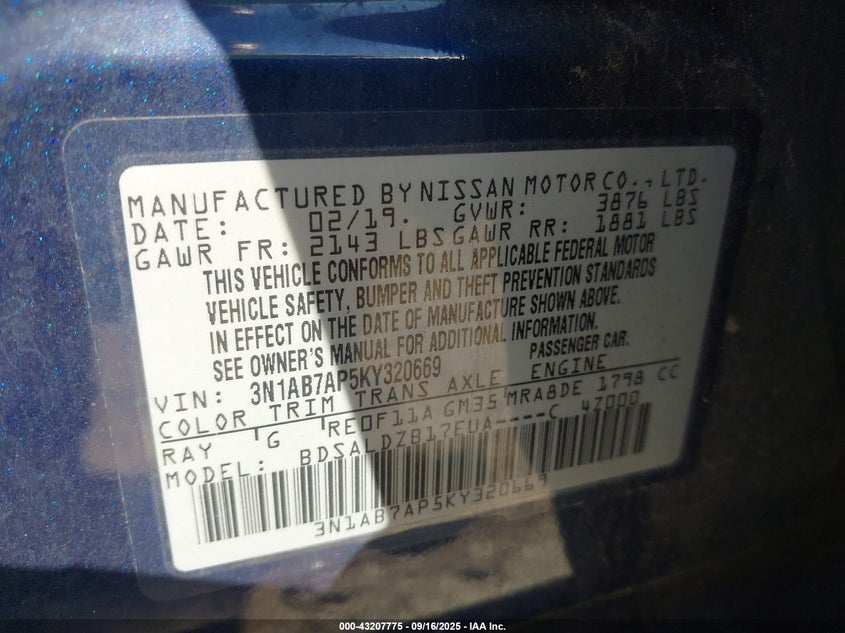 MANUFACTURED BY NISSAN MOTOR CO., LTD.
DATE: 02/19. GVWR: 3876 LBS
GAWR FR: 2143 LBS GAWR RR: 1881 LBS
THIS VEHICLE CONFORMS TO ALL APPLICABLE FEDERAL MOTOR
VEHICLE SAFETY, BUMPER AND THEFT PREVENTION STANDARDS
IN EFFECT ON THE DATE OF MANUFACTURE SHOWN ABOVE.
SEE OWNER'S MANUAL FOR ADDITIONAL INFORMATION.
VIN: 3N1AB7AP5KY320669 PASSENGER CAR.
COLOR TRIM TRANS AXLE ENGINE
RAY 'G 'RE0F11A GM35'MRA8DE 1798 CC
MODEL: BDSALDZB17EUA----C 47000
3N1AB7AP5KY320669
000-43207775 - 09/16/2025 - IAA Inc.